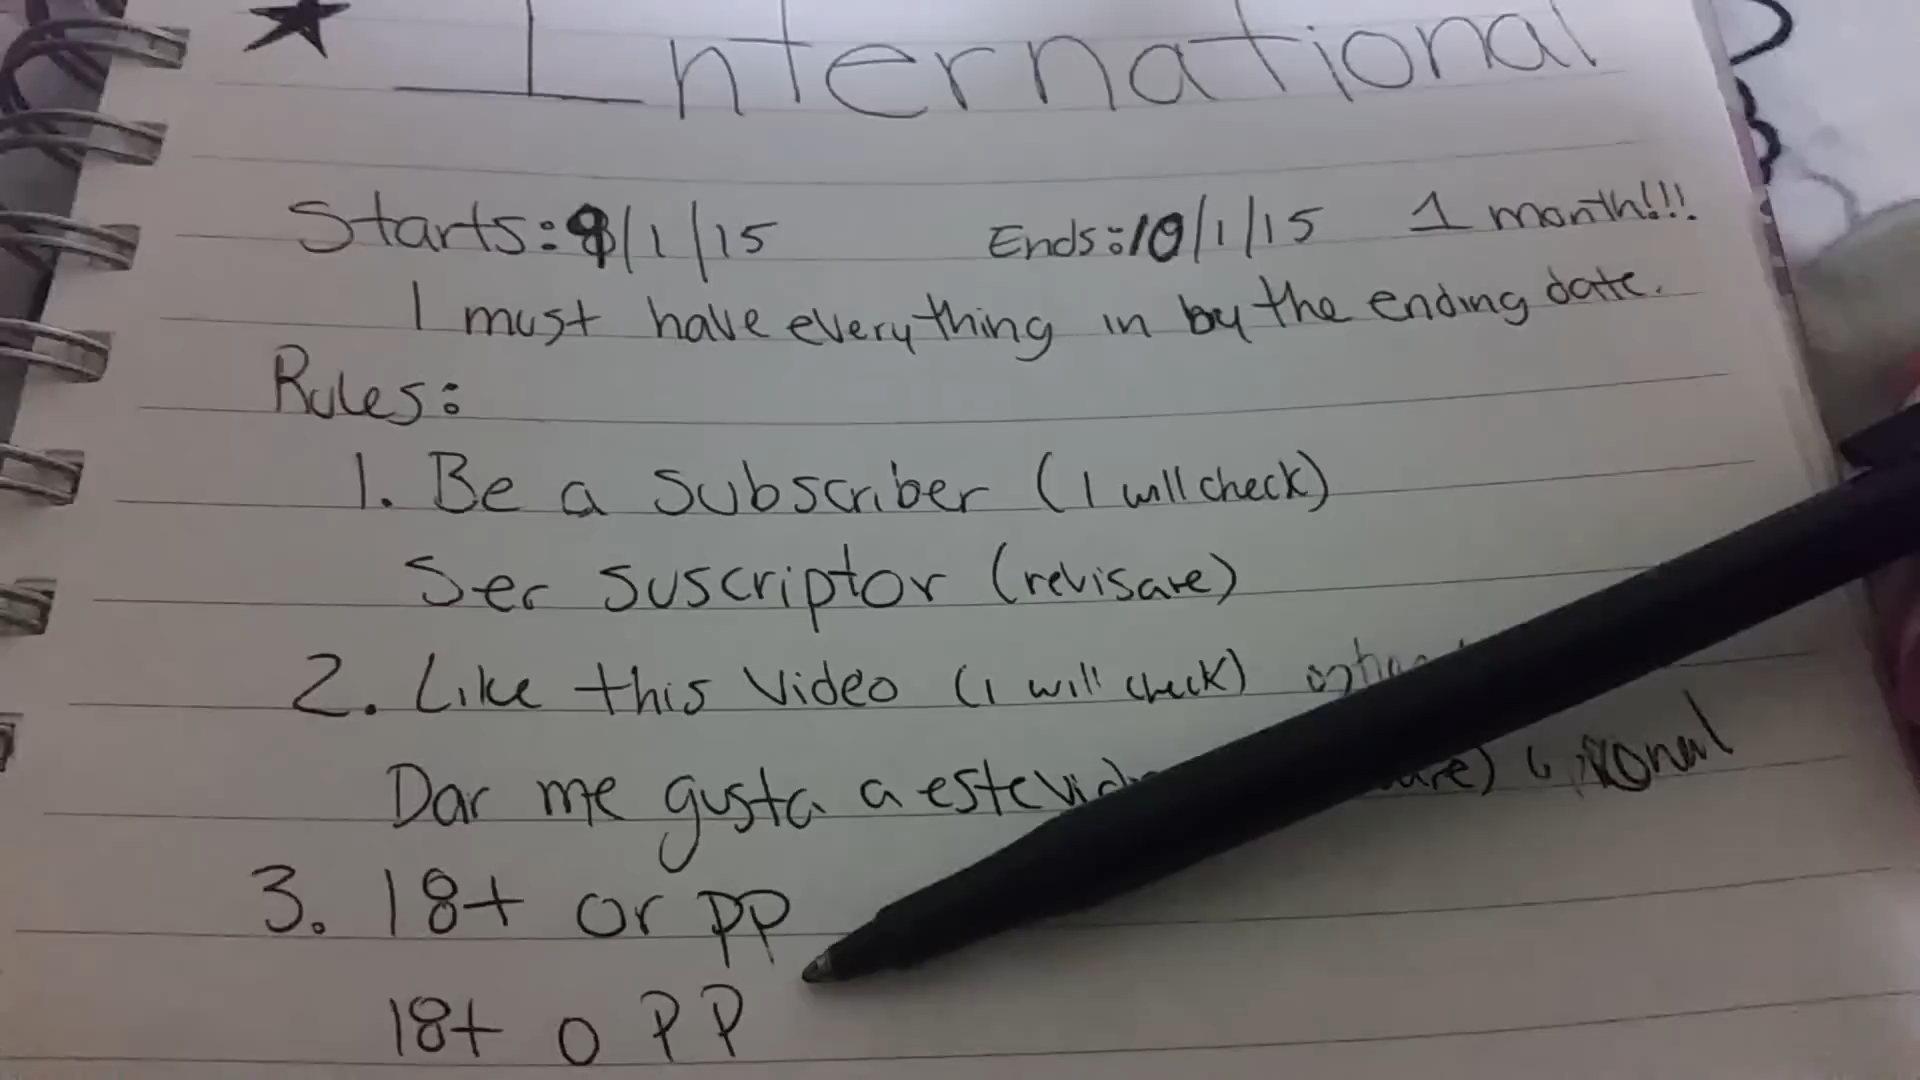 International
Starts: 9/1/15 Ends: 10/1/15 1 month!!!
I must have everything in by the ending date.
Rules:
1. Be a subscriber (I will check)
Ser suscriptor (revisare)
2. Like this video (I will check)
Dar me gusta a este
3. 18+ or PP
18+ o PP